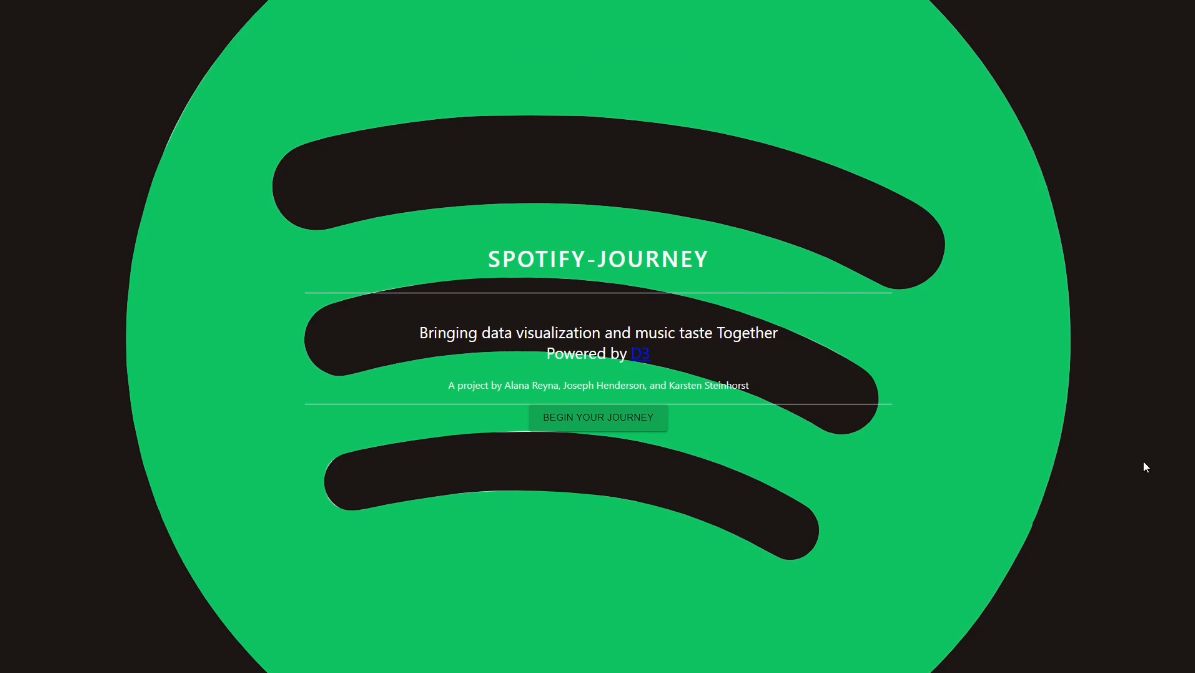 SPOTIFY-JOURNEY
Bringing data visualization and music taste Together
Powered by D3
A project by Alana Reyna, Joseph Henderson, and Karsten Steinhorst
BEGIN YOUR JOURNEY